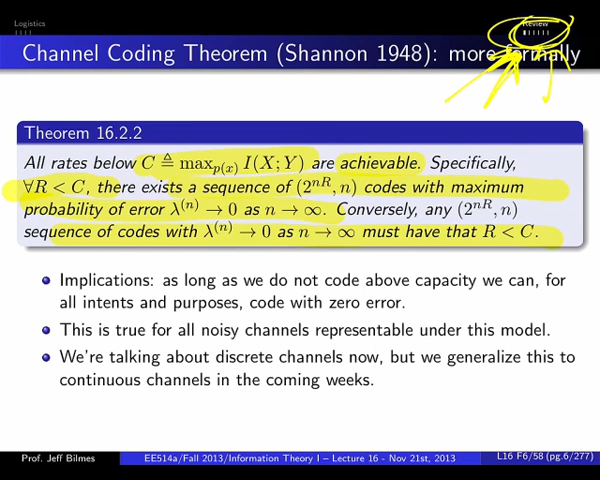 Logistics
Review
Channel Coding Theorem (Shannon 1948): more formally
Theorem 16.2.2
All rates below C ≜ max_{p(x)} I(X; Y) are achievable. Specifically,
∀R < C, there exists a sequence of (2^{nR}, n) codes with maximum
probability of error λ^{(n)} → 0 as n → ∞. Conversely, any (2^{nR}, n)
sequence of codes with λ^{(n)} → 0 as n → ∞ must have that R < C.
Implications: as long as we do not code above capacity we can, for
all intents and purposes, code with zero error.
This is true for all noisy channels representable under this model.
We're talking about discrete channels now, but we generalize this to
continuous channels in the coming weeks.
Prof. Jeff Bilmes
EE514a/Fall 2013/Information Theory I – Lecture 16 - Nov 21st, 2013
L16 F6/58 (pg.6/277)